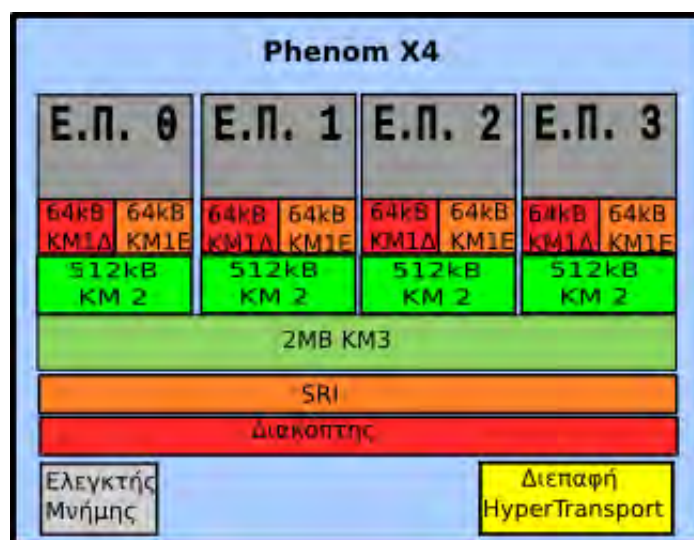 Phenom X4
Ε.Π. 0 Ε.Π. 1 Ε.Π. 2 Ε.Π. 3
64kB 64kB 64kB 64kB 64kB 64kB 64kB 64kB
ΚΜ1Δ ΚΜ1Ε ΚΜ1Δ ΚΜ1Ε ΚΜ1Δ ΚΜ1Ε ΚΜ1Δ ΚΜ1Ε
512kB 512kB 512kB 512kB
ΚΜ 2 ΚΜ 2 ΚΜ 2 ΚΜ 2
2MB ΚΜ3
SRI
Διακόπτης
Ελεγκτής
Μνήμης
Διεπαφή
HyperTransport